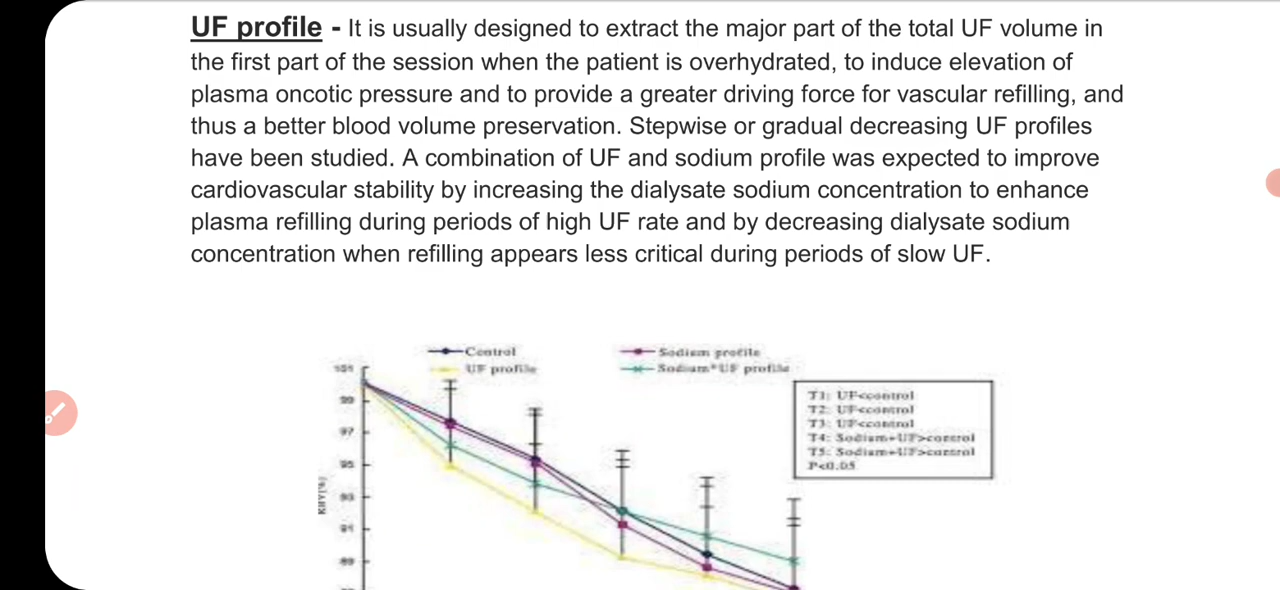 UF profile - It is usually designed to extract the major part of the total UF volume in
the first part of the session when the patient is overhydrated, to induce elevation of
plasma oncotic pressure and to provide a greater driving force for vascular refilling, and
thus a better blood volume preservation. Stepwise or gradual decreasing UF profiles
have been studied. A combination of UF and sodium profile was expected to improve
cardiovascular stability by increasing the dialysate sodium concentration to enhance
plasma refilling during periods of high UF rate and by decreasing dialysate sodium
concentration when refilling appears less critical during periods of slow UF.
Control
Sodium profile
UF profile
Sodium+UF profile
101
99
97
95
93
91
89
T1: UF<control
T2: UF<control
T3: UF<control
T4: Sodium+UF>control
T5: Sodium+UF>control
P<0.05